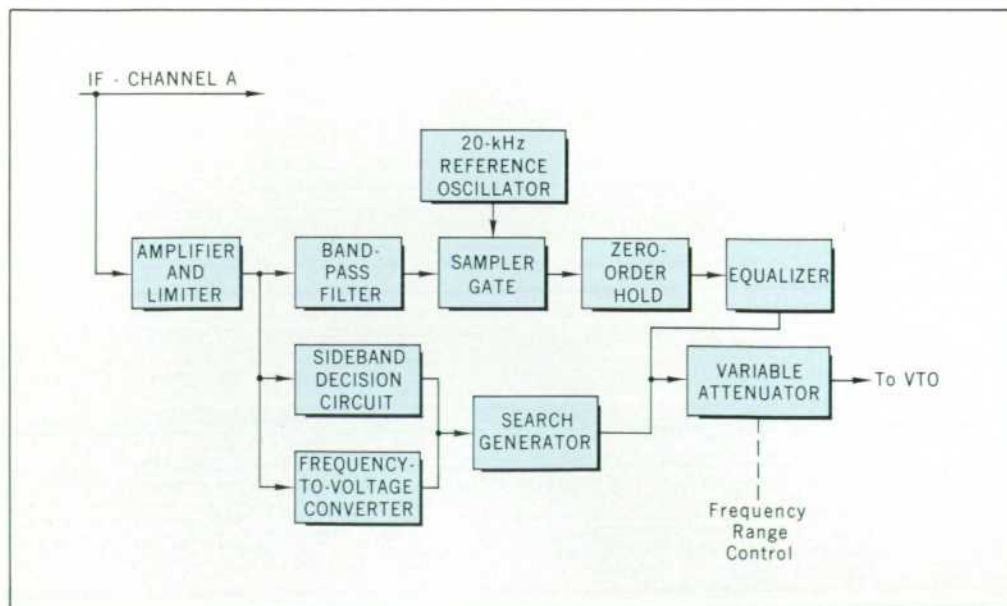 IF - CHANNEL A
20-kHz
REFERENCE
OSCILLATOR
AMPLIFIER
AND
LIMITER
BAND-
PASS
FILTER
SAMPLER
GATE
ZERO-
ORDER
HOLD
EQUALIZER
SIDEBAND
DECISION
CIRCUIT
SEARCH
GENERATOR
VARIABLE
ATTENUATOR
To VTO
FREQUENCY-
TO-VOLTAGE
CONVERTER
Frequency
Range
Control